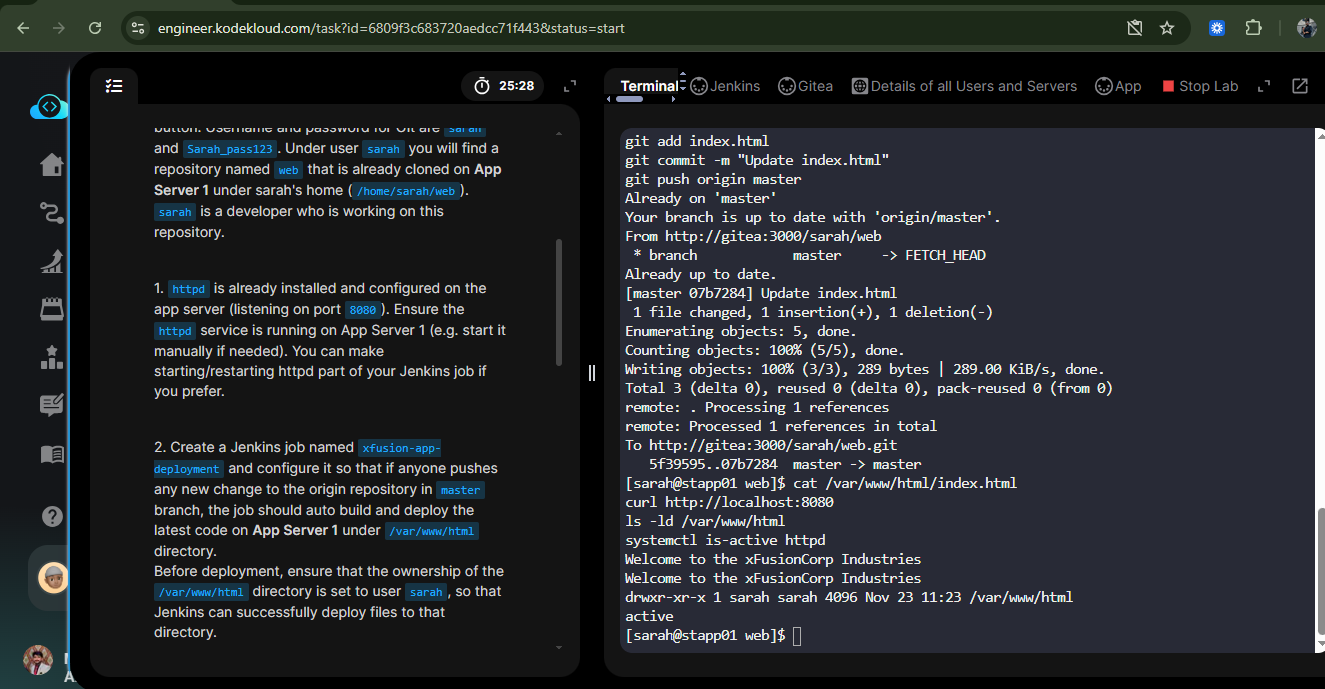 engineer.kodekloud.com/task?id=6809f3c683720aedcc71f443&status=start
25:28
button. Username and password for Git are sarah
and Sarah_pass123. Under user sarah you will find a
repository named web that is already cloned on App
Server 1 under sarah's home (/home/sarah/web).
sarah is a developer who is working on this
repository.
1. httpd is already installed and configured on the
app server (listening on port 8080). Ensure the
httpd service is running on App Server 1 (e.g. start it
manually if needed). You can make
starting/restarting httpd part of your Jenkins job if
you prefer.
2. Create a Jenkins job named xfusion-app-
deployment and configure it so that if anyone pushes
any new change to the origin repository in master
branch, the job should auto build and deploy the
latest code on App Server 1 under /var/www/html
directory.
Before deployment, ensure that the ownership of the
/var/www/html directory is set to user sarah, so that
Jenkins can successfully deploy files to that
directory.
Terminal Jenkins Gitea Details of all Users and Servers App Stop Lab
git add index.html
git commit -m "Update index.html"
git push origin master
Already on 'master'
Your branch is up to date with 'origin/master'.
From http://gitea:3000/sarah/web
 * branch            master     -> FETCH_HEAD
Already up to date.
[master 07b7284] Update index.html
 1 file changed, 1 insertion(+), 1 deletion(-)
Enumerating objects: 5, done.
Counting objects: 100% (5/5), done.
Writing objects: 100% (3/3), 289 bytes | 289.00 KiB/s, done.
Total 3 (delta 0), reused 0 (delta 0), pack-reused 0 (from 0)
remote: . Processing 1 references
remote: Processed 1 references in total
To http://gitea:3000/sarah/web.git
   5f39595..07b7284  master -> master
[sarah@stapp01 web]$ cat /var/www/html/index.html
curl http://localhost:8080
ls -ld /var/www/html
systemctl is-active httpd
Welcome to the xFusionCorp Industries
Welcome to the xFusionCorp Industries
drwxr-xr-x 1 sarah sarah 4096 Nov 23 11:23 /var/www/html
active
[sarah@stapp01 web]$